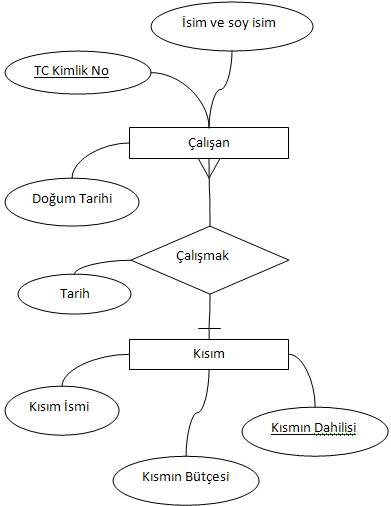 İsim ve soy isim
TC Kimlik No
Çalışan
Doğum Tarihi
Çalışmak
Tarih
Kısım
Kısım İsmi
Kısmın Dahilisi
Kısmın Bütçesi